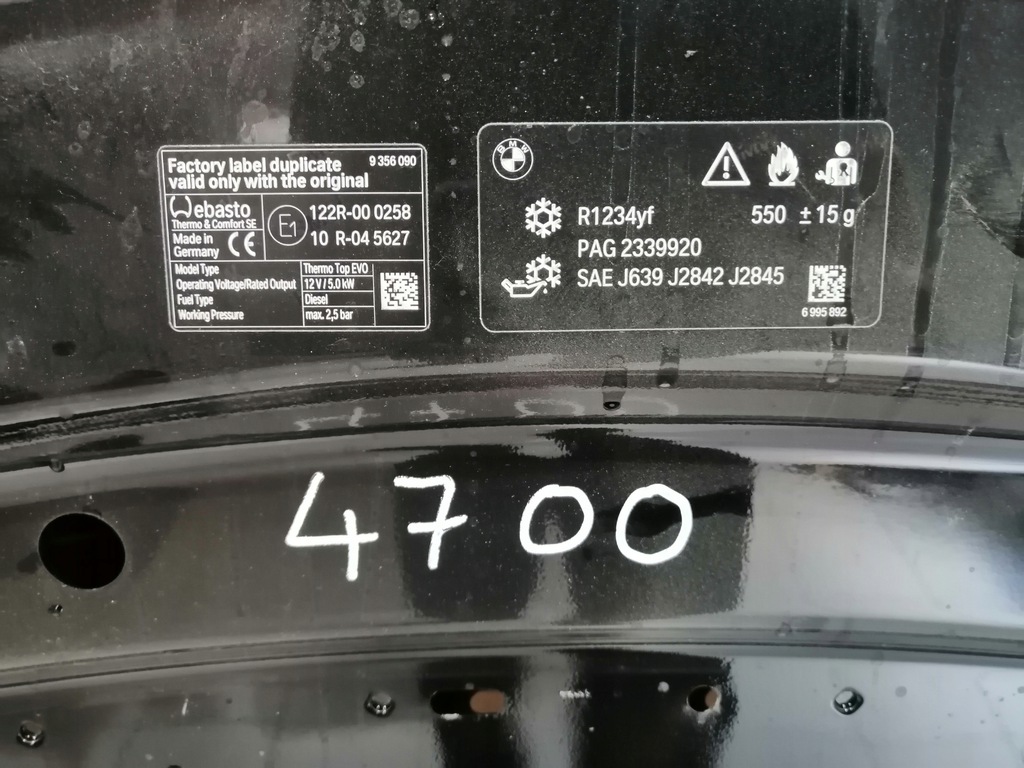 Factory label duplicate 9 356 090
valid only with the original
Webasto
Thermo & Comfort SE
Made in
Germany
CE
E1
122R-00 0258
10 R-04 5627
Model Type Thermo Top EVO
Operating Voltage/Rated Output 12 V / 5.0 kW
Fuel Type Diesel
Working Pressure max. 2,5 bar
BMW
R1234yf 550 ± 15 g
PAG 2339920
SAE J639 J2842 J2845
6 995 892
4700